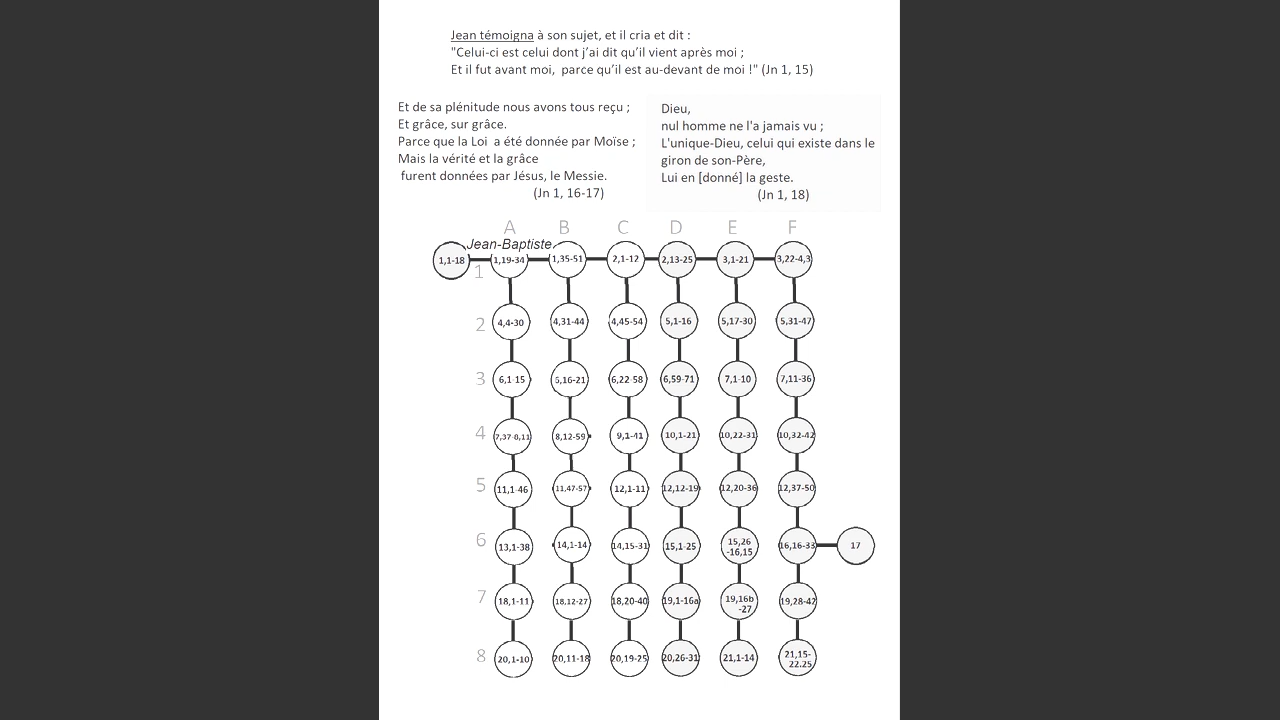 Jean témoigna à son sujet, et il cria et dit :
"Celui-ci est celui dont j'ai dit qu'il vient après moi ;
Et il fut avant moi, parce qu'il est au-devant de moi !" (Jn 1, 15)
Et de sa plénitude nous avons tous reçu ;
Et grâce, sur grâce.
Parce que la Loi a été donnée par Moïse ;
Mais la vérité et la grâce
furent données par Jésus, le Messie.
(Jn 1, 16-17)
Dieu,
nul homme ne l'a jamais vu ;
L'unique-Dieu, celui qui existe dans le
giron de son-Père,
Lui en [donné] la geste.
(Jn 1, 18)
A B C D E F
Jean-Baptiste
1,1-18 1,19-34 1,35-51 2,1-12 2,13-25 3,1-21 3,22-4,3
1
2 4,4-30 4,31-44 4,45-54 5,1-16 5,17-30 5,31-47
3 6,1-15 6,16-21 6,22-58 6,59-71 7,1-10 7,11-36
4 7,37-8,11 8,12-59 9,1-41 10,1-21 10,22-31 10,32-42
5 11,1-46 11,47-57 12,1-11 12,12-19 12,20-36 12,37-50
6 13,1-38 14,1-14 14,15-31 15,1-25 15,26 16,16-33 17
-16,15
7 18,1-11 18,12-27 18,20-40 19,1-16a 19,16b 19,28-42
-27
8 20,1-10 20,11-18 20,19-25 20,26-31 21,1-14 21,15-
22.25